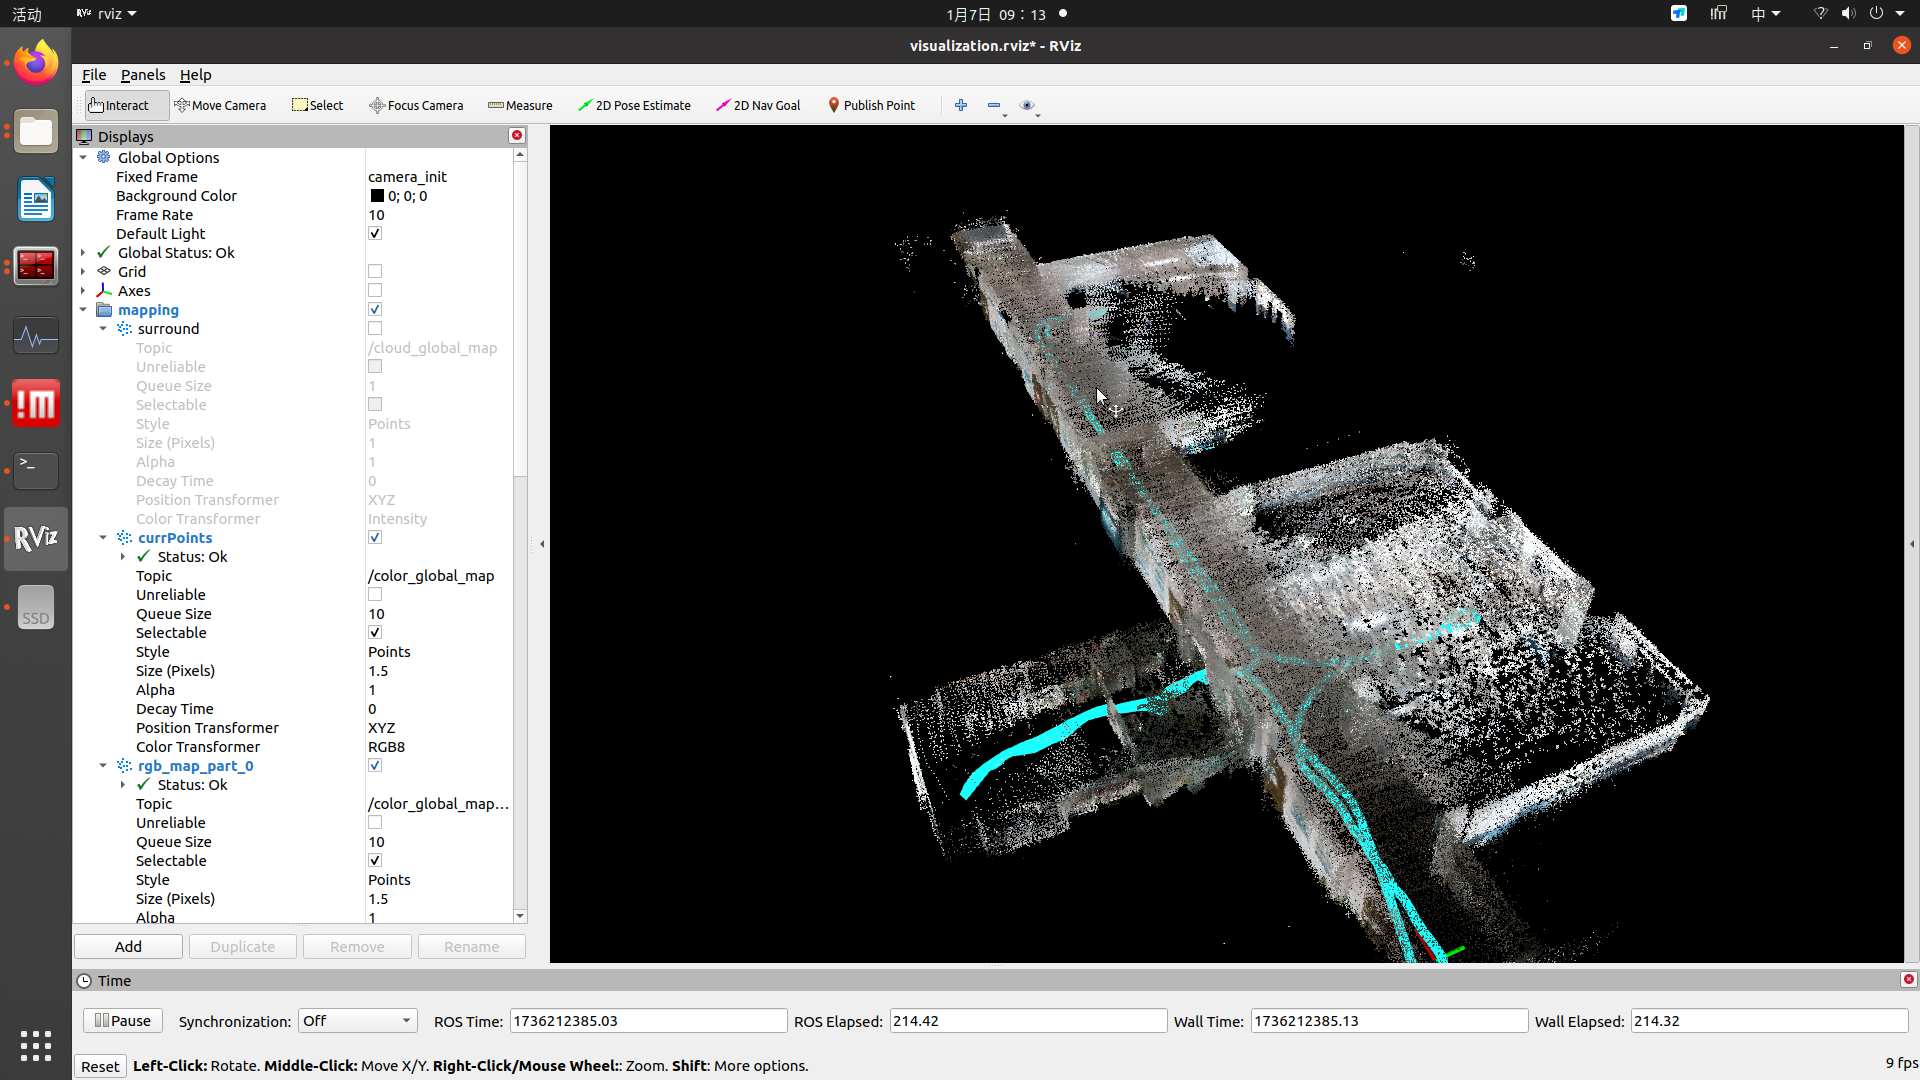 活动
RViz rviz
1月7日 09：13
中
visualization.rviz* - RViz
File Panels Help
Interact Move Camera Select Focus Camera Measure 2D Pose Estimate 2D Nav Goal Publish Point
Displays
Global Options
Fixed Frame camera_init
Background Color 0; 0; 0
Frame Rate 10
Default Light
Global Status: Ok
Grid
Axes
mapping
surround
Topic /cloud_global_map
Unreliable
Queue Size 1
Selectable
Style Points
Size (Pixels) 1
Alpha 1
Decay Time 0
Position Transformer XYZ
Color Transformer Intensity
currPoints
Status: Ok
Topic /color_global_map
Unreliable
Queue Size 10
Selectable
Style Points
Size (Pixels) 1.5
Alpha 1
Decay Time 0
Position Transformer XYZ
Color Transformer RGB8
rgb_map_part_0
Status: Ok
Topic /color_global_map...
Unreliable
Queue Size 10
Selectable
Style Points
Size (Pixels) 1.5
Alpha 1
Add Duplicate Remove Rename
RViz
SSD
Time
Pause Synchronization: Off ROS Time: 1736212385.03 ROS Elapsed: 214.42 Wall Time: 1736212385.13 Wall Elapsed: 214.32
Reset Left-Click: Rotate. Middle-Click: Move X/Y. Right-Click/Mouse Wheel:: Zoom. Shift: More options.
9 fps